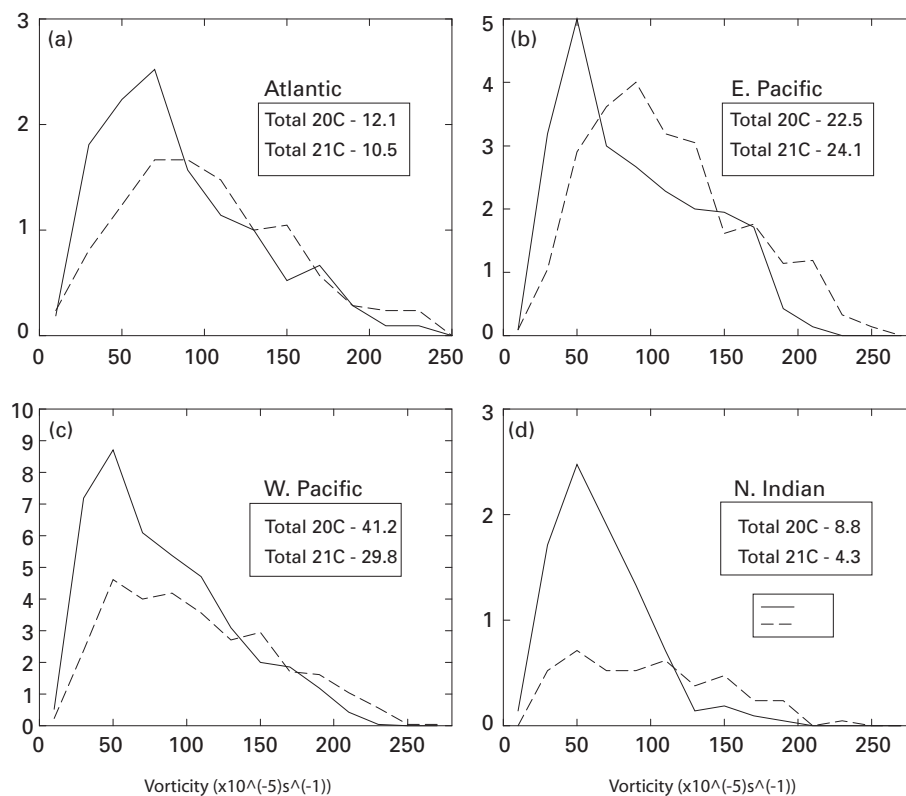 (a)
Atlantic
Total 20C - 12.1
Total 21C - 10.5
3
2
1
0
0 50 100 150 200 250
(b)
E. Pacific
Total 20C - 22.5
Total 21C - 24.1
5
4
3
2
1
0
0 50 100 150 200 250
(c)
W. Pacific
Total 20C - 41.2
Total 21C - 29.8
10
9
8
7
6
5
4
3
2
1
0
0 50 100 150 200 250
Vorticity (x10^(-5)s^(-1))
(d)
N. Indian
Total 20C - 8.8
Total 21C - 4.3
3
2
1
0
0 50 100 150 200 250
Vorticity (x10^(-5)s^(-1))